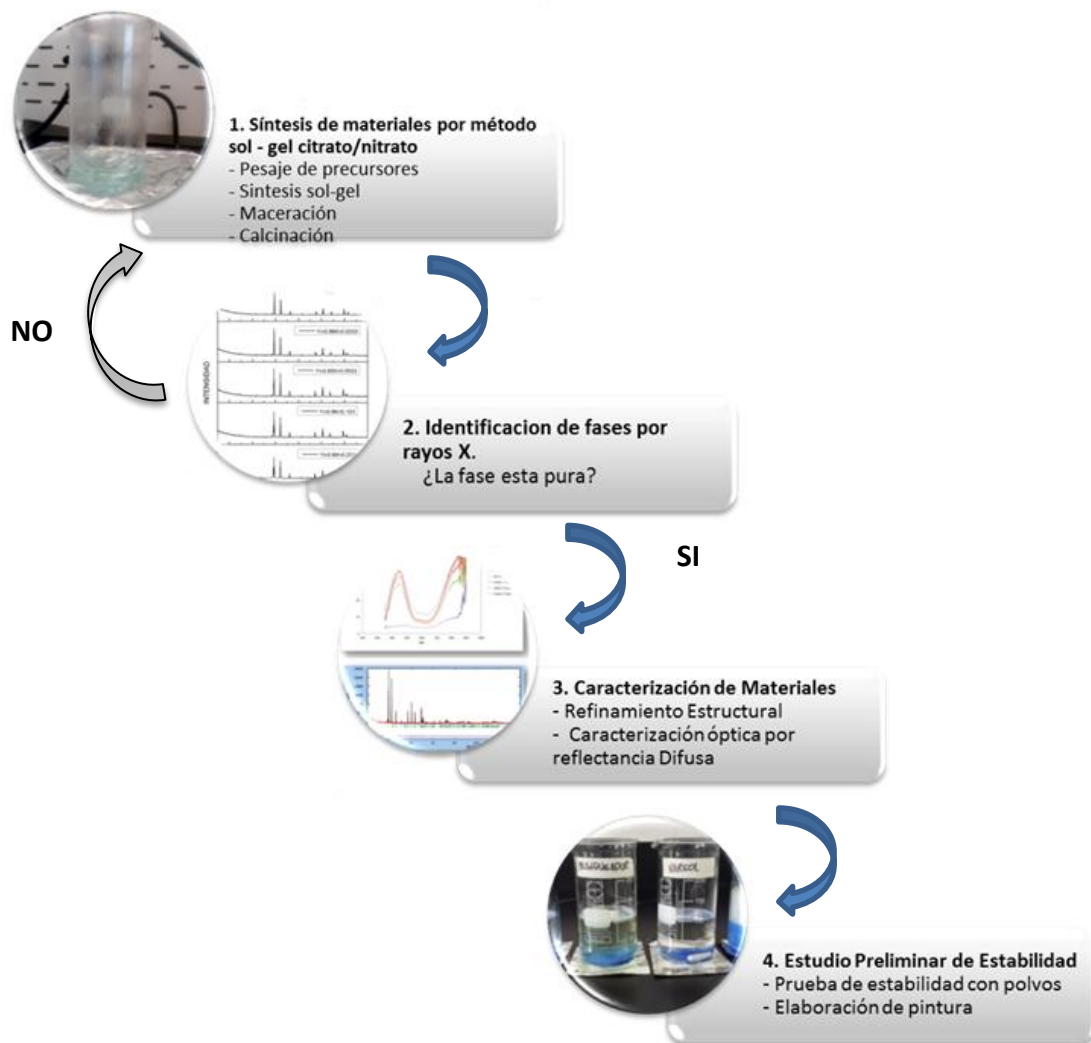 1. Síntesis de materiales por método
sol - gel citrato/nitrato
- Pesaje de precursores
- Sintesis sol-gel
- Maceración
- Calcinación
NO
INTENSIDAD
2. Identificacion de fases por
rayos X.
¿La fase esta pura?
SI
3. Caracterización de Materiales
- Refinamiento Estructural
- Caracterización óptica por
reflectancia Difusa
4. Estudio Preliminar de Estabilidad
- Prueba de estabilidad con polvos
- Elaboración de pintura